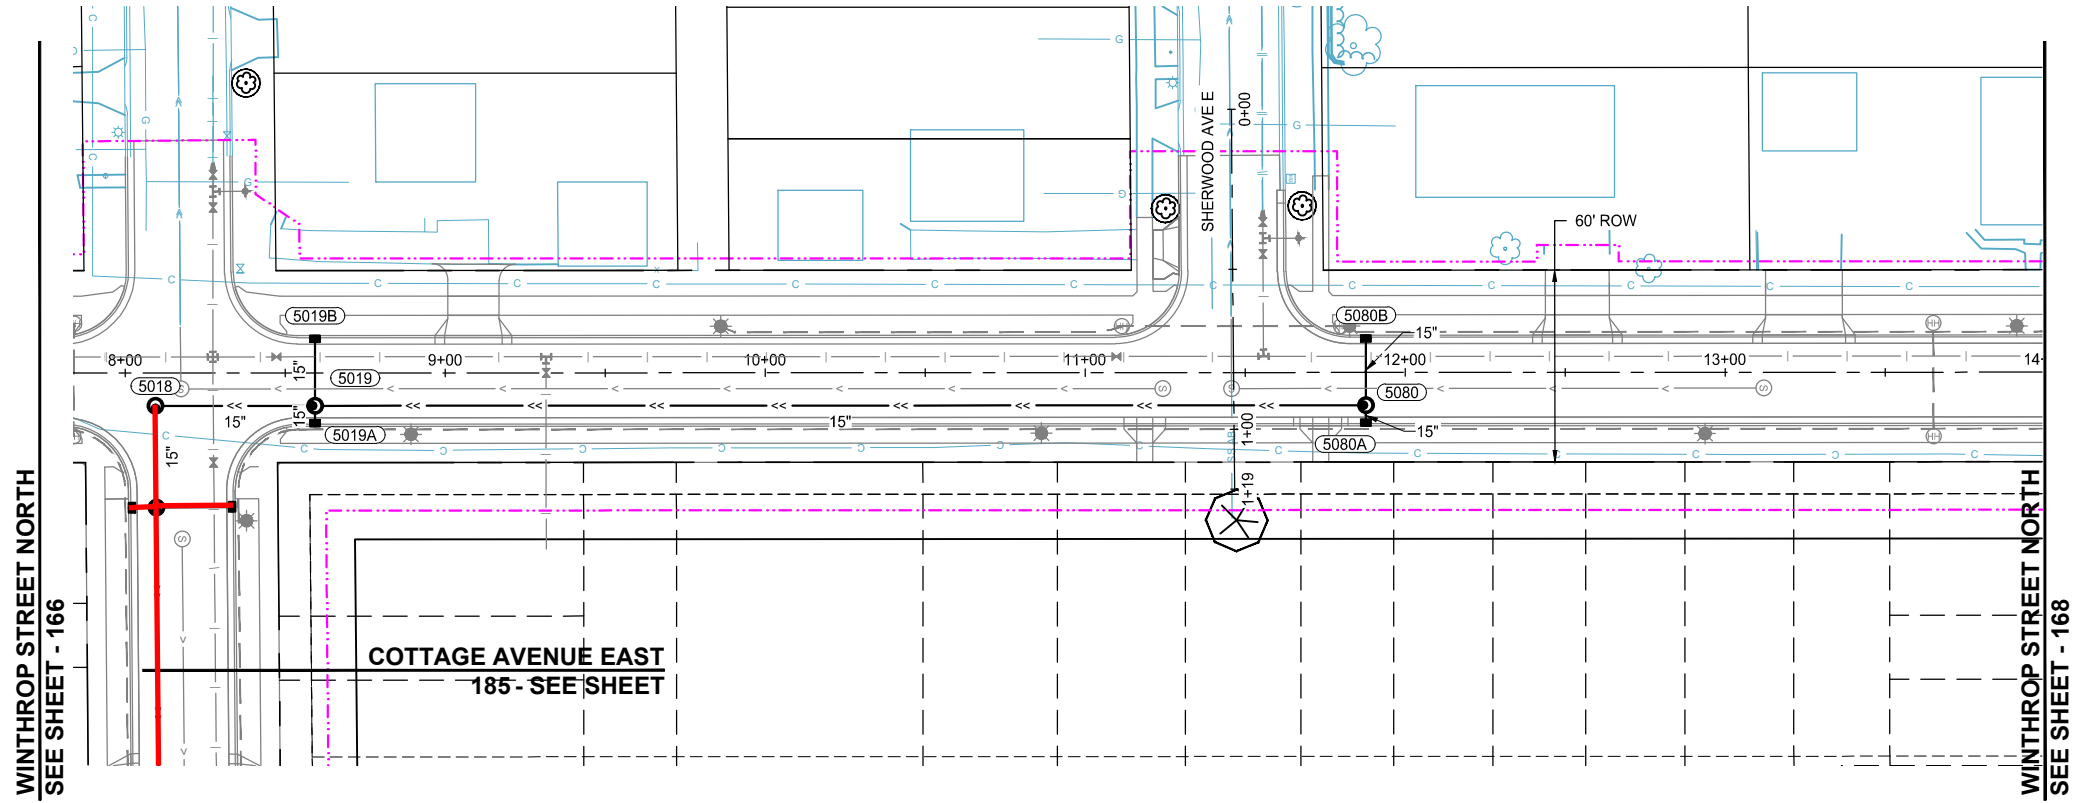 SHERWOOD AVE E
0+00
60' ROW
5019B
5080B
15"
8+00
9+00
10+00
11+00
12+00
13+00
14
15"
5018
5019
5080
15"
15"
15"
5019A
15"
5080A
1+00
15"
1+19
WINTHROP STREET NORTH
SEE SHEET - 166
COTTAGE AVENUE EAST
185 - SEE SHEET
WINTHROP STREET NORTH
SEE SHEET - 168